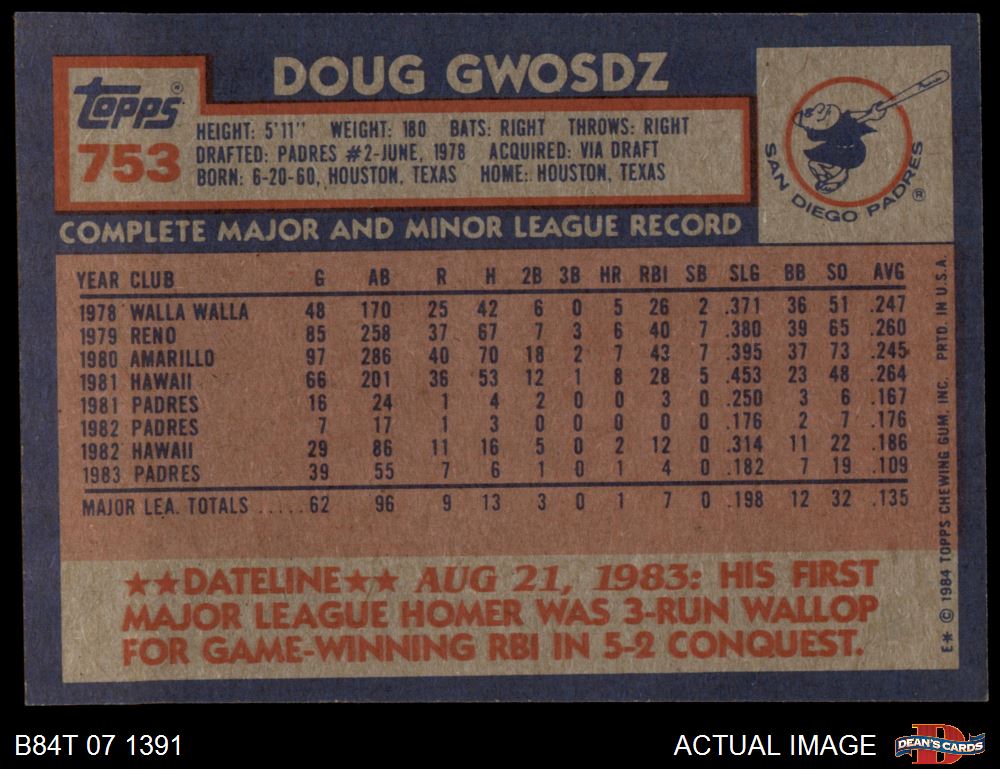 DOUG GWOSDZ
Topps®
753
HEIGHT: 5'11" WEIGHT: 180 BATS: RIGHT THROWS: RIGHT
DRAFTED: PADRES #2-JUNE, 1978 ACQUIRED: VIA DRAFT
BORN: 6-20-60, HOUSTON, TEXAS HOME: HOUSTON, TEXAS
SAN DIEGO PADRES ®
COMPLETE MAJOR AND MINOR LEAGUE RECORD
YEAR CLUB G AB R H 2B 3B HR RBI SB SLG BB SO AVG
1978 WALLA WALLA 48 170 25 42 6 0 5 26 2 .371 36 51 .247
1979 RENO 85 258 37 67 7 3 6 40 7 .380 39 65 .260
1980 AMARILLO 97 286 40 70 18 2 7 43 7 .395 37 73 .245
1981 HAWAII 66 201 36 53 12 1 8 28 5 .453 23 48 .264
1981 PADRES 16 24 1 4 2 0 0 3 0 .250 3 6 .167
1982 PADRES 7 17 1 3 0 0 0 0 0 .176 2 7 .176
1982 HAWAII 29 86 11 16 5 0 2 12 0 .314 11 22 .186
1983 PADRES 39 55 7 6 1 0 1 4 0 .182 7 19 .109
MAJOR LEA. TOTALS .....62 96 9 13 3 0 1 7 0 .198 12 32 .135
★★DATELINE★★ AUG 21, 1983: HIS FIRST
MAJOR LEAGUE HOMER WAS 3-RUN WALLOP
FOR GAME-WINNING RBI IN 5-2 CONQUEST.
E* © 1984 TOPPS CHEWING GUM, INC. PRTD. IN U.S.A.
B84T 07 1391
ACTUAL IMAGE
D
DEAN'S CARDS